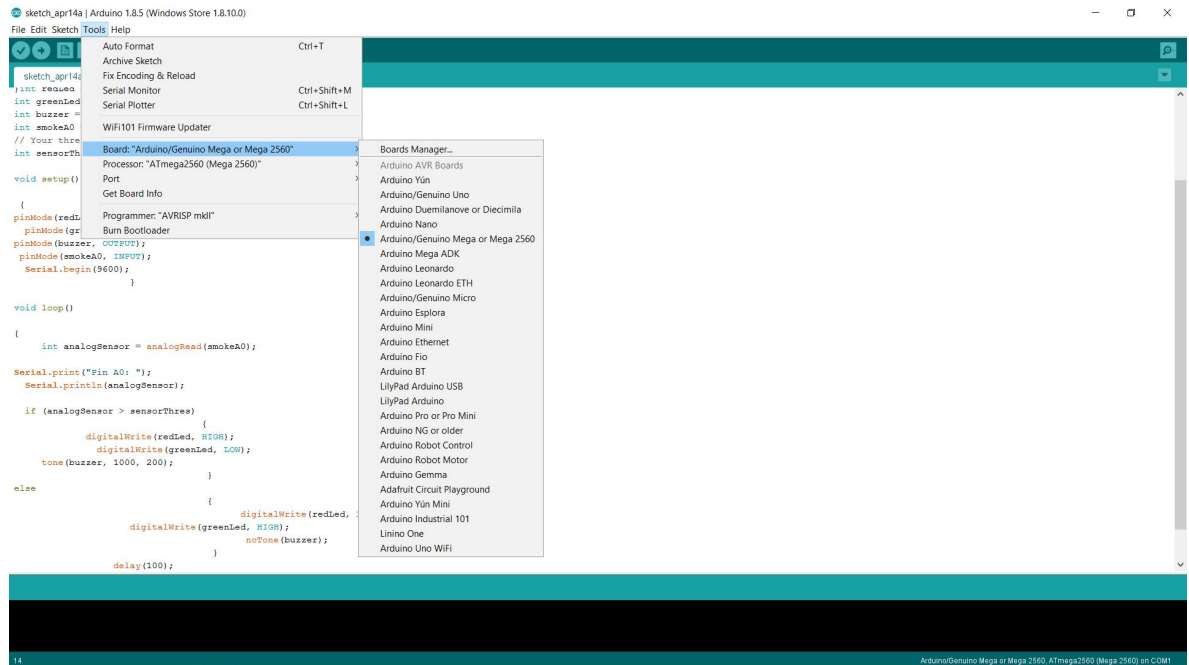 sketch_apr14a | Arduino 1.8.5 (Windows Store 1.8.10.0)
File Edit Sketch Tools Help
sketch_apr14a
int greenLed
int buzzer =
int smokeA0
// Your thre
int sensorTh
void setup()
{
pinMode(redL
pinMode(gr
pinMode(buzzer, OUTPUT);
pinMode(smokeA0, INPUT);
Serial.begin(9600);
}
void loop()
{
int analogSensor = analogRead(smokeA0);
Serial.print("Pin A0: ");
Serial.println(analogSensor);
if (analogSensor > sensorThres)
{
digitalWrite(redLed, HIGH);
digitalWrite(greenLed, LOW);
tone(buzzer, 1000, 200);
}
else
{
digitalWrite(redLed,
digitalWrite(greenLed, HIGH);
noTone(buzzer);
}
delay(100);
Auto Format Ctrl+T
Archive Sketch
Fix Encoding & Reload
Serial Monitor Ctrl+Shift+M
Serial Plotter Ctrl+Shift+L
WiFi101 Firmware Updater
Board: "Arduino/Genuino Mega or Mega 2560"
Processor: "ATmega2560 (Mega 2560)"
Port
Get Board Info
Programmer: "AVRISP mkII"
Burn Bootloader
Boards Manager...
Arduino AVR Boards
Arduino Yún
Arduino/Genuino Uno
Arduino Duemilanove or Diecimila
Arduino Nano
Arduino/Genuino Mega or Mega 2560
Arduino Mega ADK
Arduino Leonardo
Arduino Leonardo ETH
Arduino/Genuino Micro
Arduino Esplora
Arduino Mini
Arduino Ethernet
Arduino Fio
Arduino BT
LilyPad Arduino USB
LilyPad Arduino
Arduino Pro or Pro Mini
Arduino NG or older
Arduino Robot Control
Arduino Robot Motor
Arduino Gemma
Adafruit Circuit Playground
Arduino Yún Mini
Arduino Industrial 101
Linino One
Arduino Uno WiFi
14
Arduino/Genuino Mega or Mega 2560, ATmega2560 (Mega 2560) on COM1